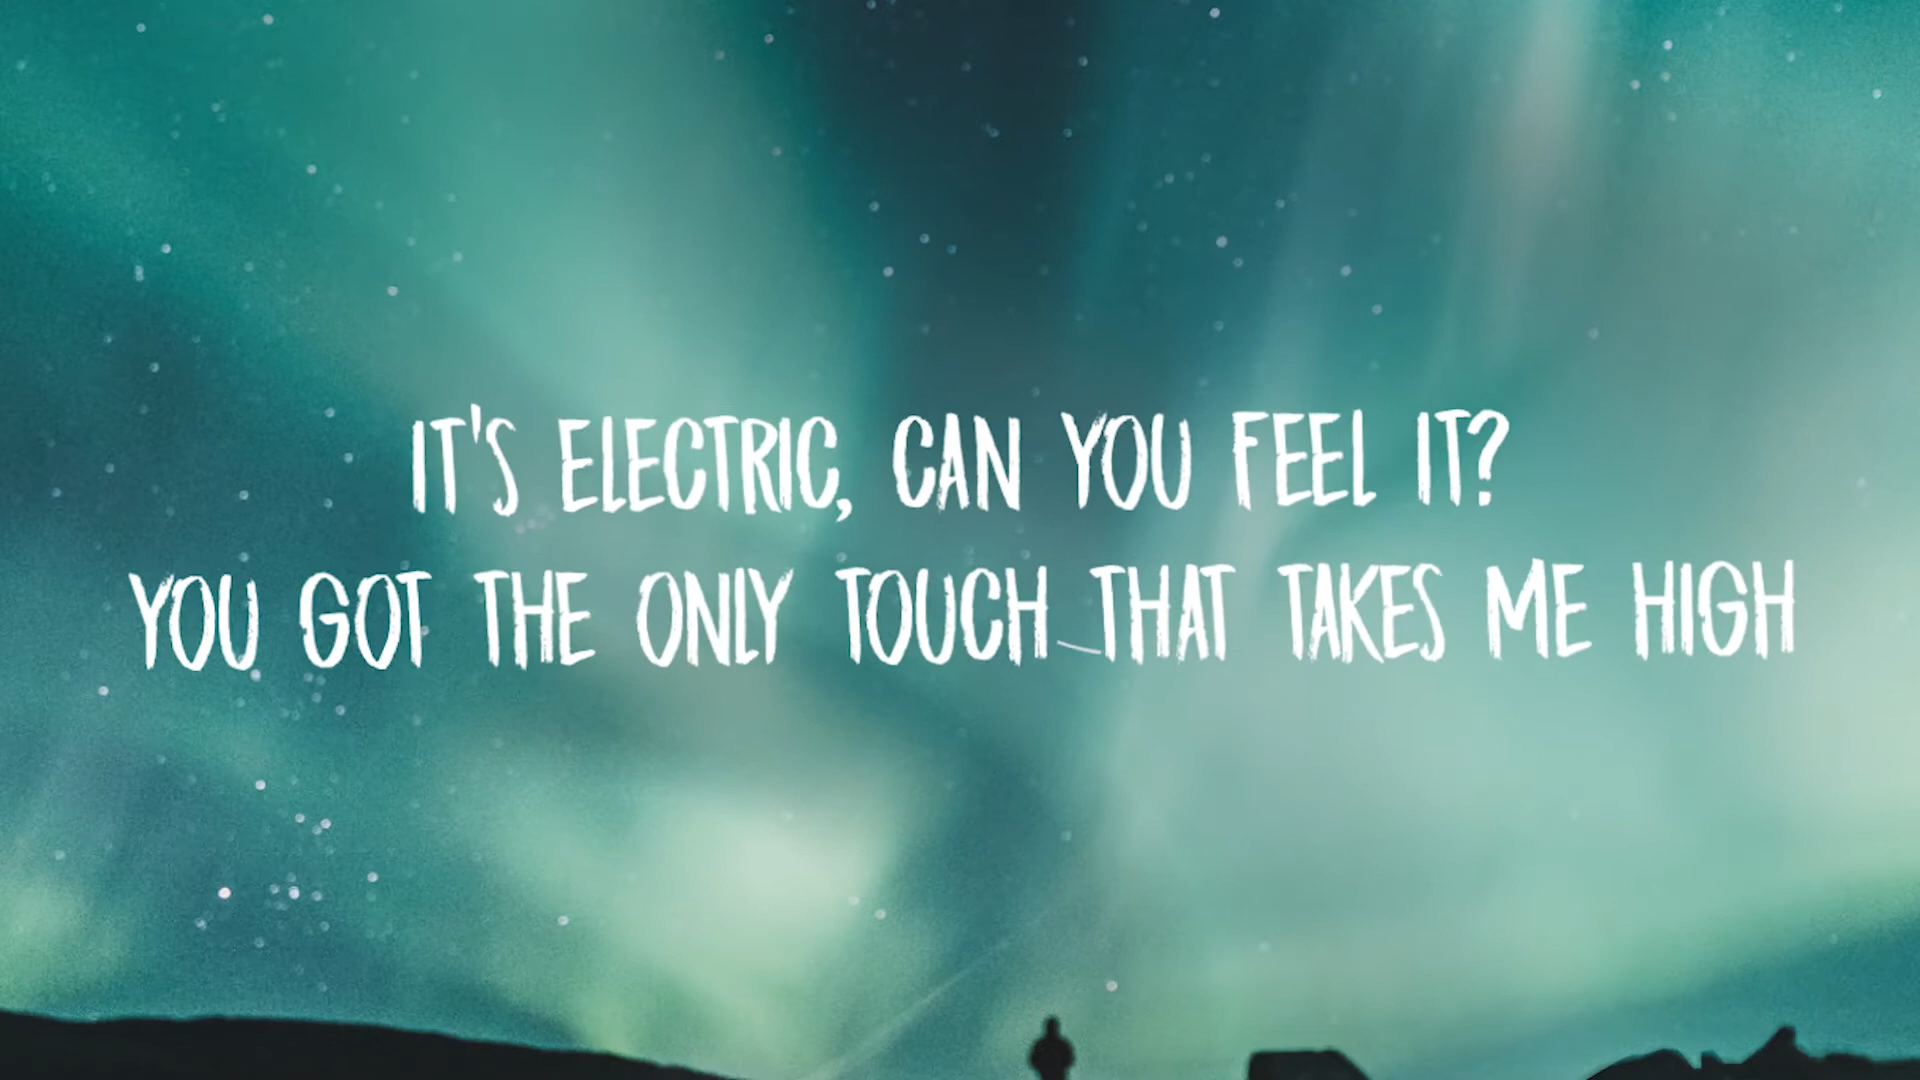 IT'S ELECTRIC, CAN YOU FEEL IT?
YOU GOT THE ONLY TOUCH THAT TAKES ME HIGH